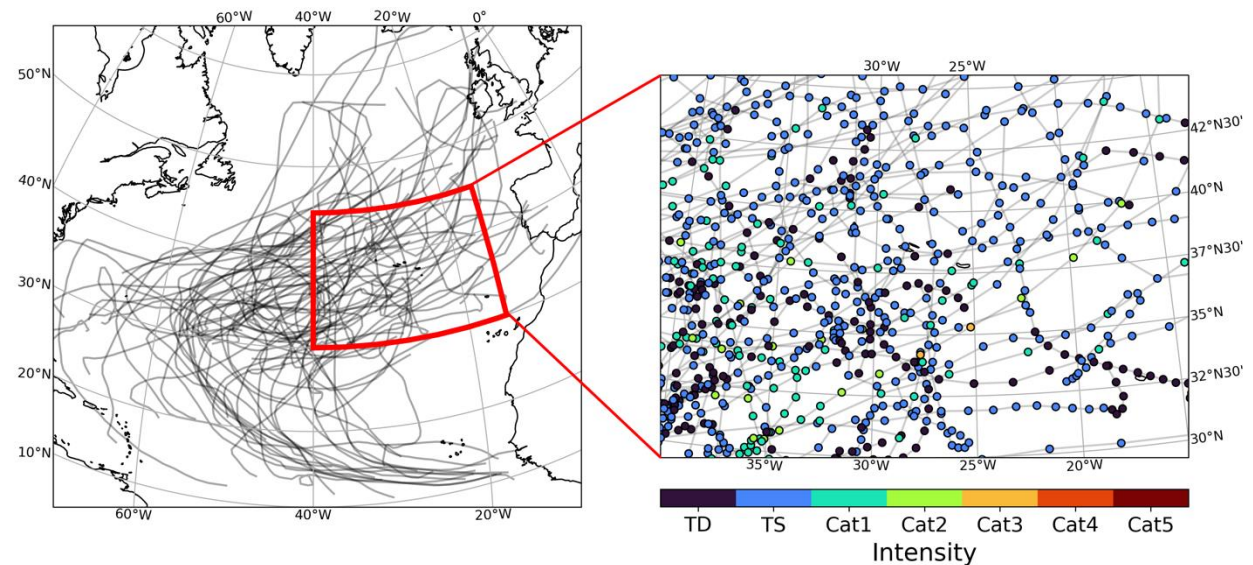 60°W 40°W 20°W 0°
50°N
40°N
30°N
20°N
10°N
60°W 40°W 20°W
30°W 25°W
42°N30'
40°N
37°N30'
35°N
32°N30'
30°N
35°W 30°W 25°W 20°W
TD TS Cat1 Cat2 Cat3 Cat4 Cat5
Intensity